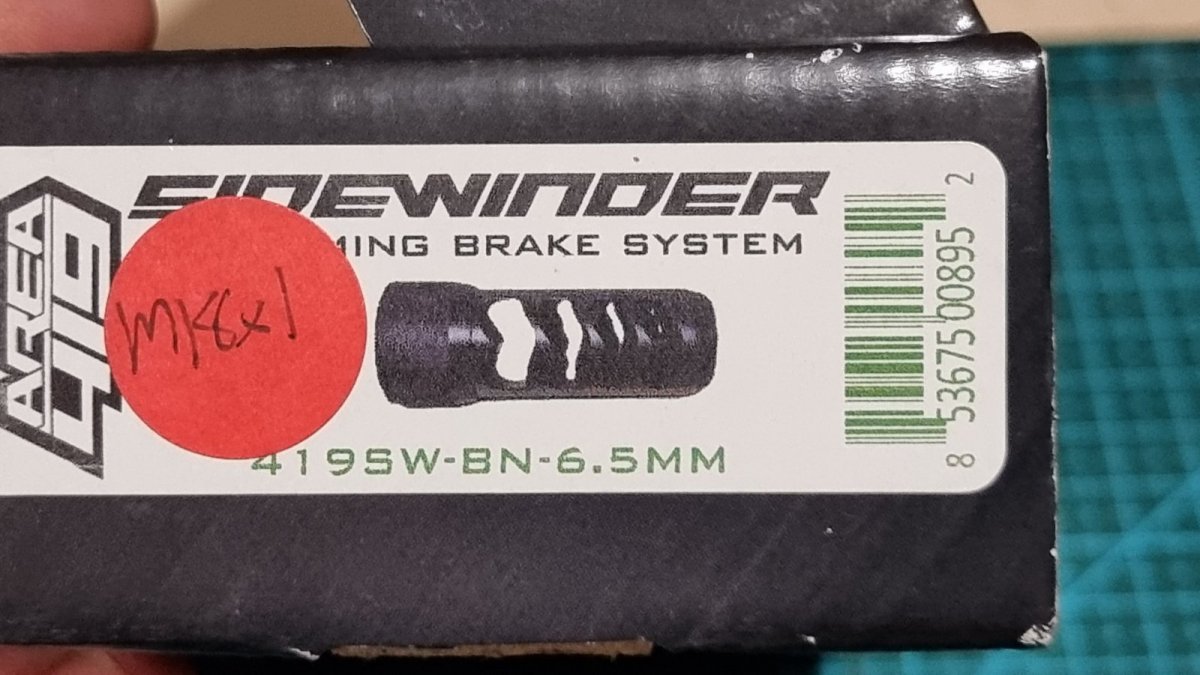 AREA
419
SIDEWINDER
MING BRAKE SYSTEM
M18x1
419SW-BN-6.5MM
8 53675 00895 2